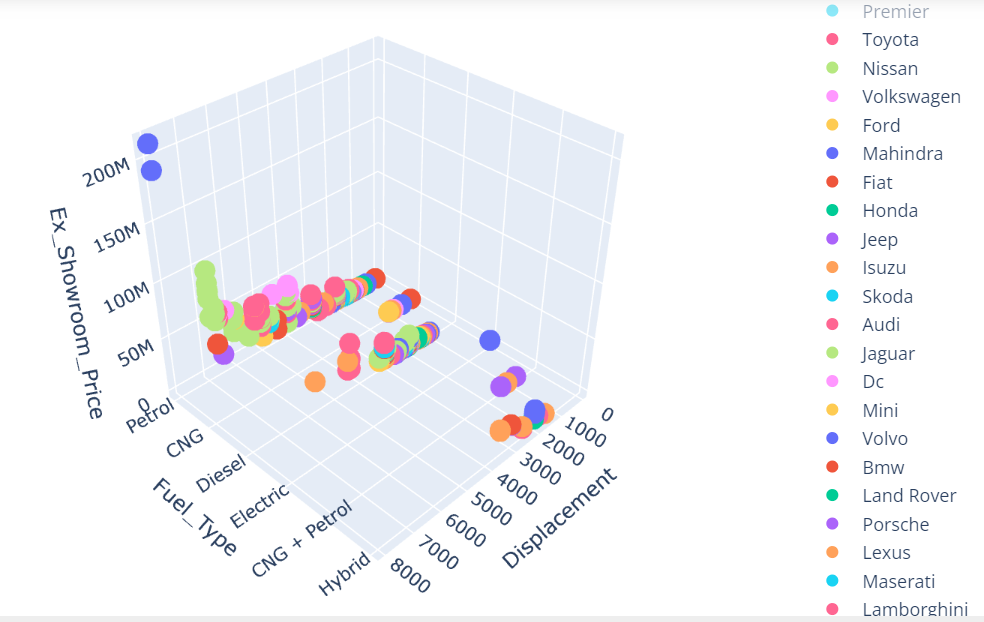 200M
150M
100M
50M
0
Ex_Showroom_Price
Petrol
CNG
Diesel
Electric
CNG + Petrol
Hybrid
Fuel_Type
0
1000
2000
3000
4000
5000
6000
7000
8000
Displacement
Premier
Toyota
Nissan
Volkswagen
Ford
Mahindra
Fiat
Honda
Jeep
Isuzu
Skoda
Audi
Jaguar
Dc
Mini
Volvo
Bmw
Land Rover
Porsche
Lexus
Maserati
Lamborghini